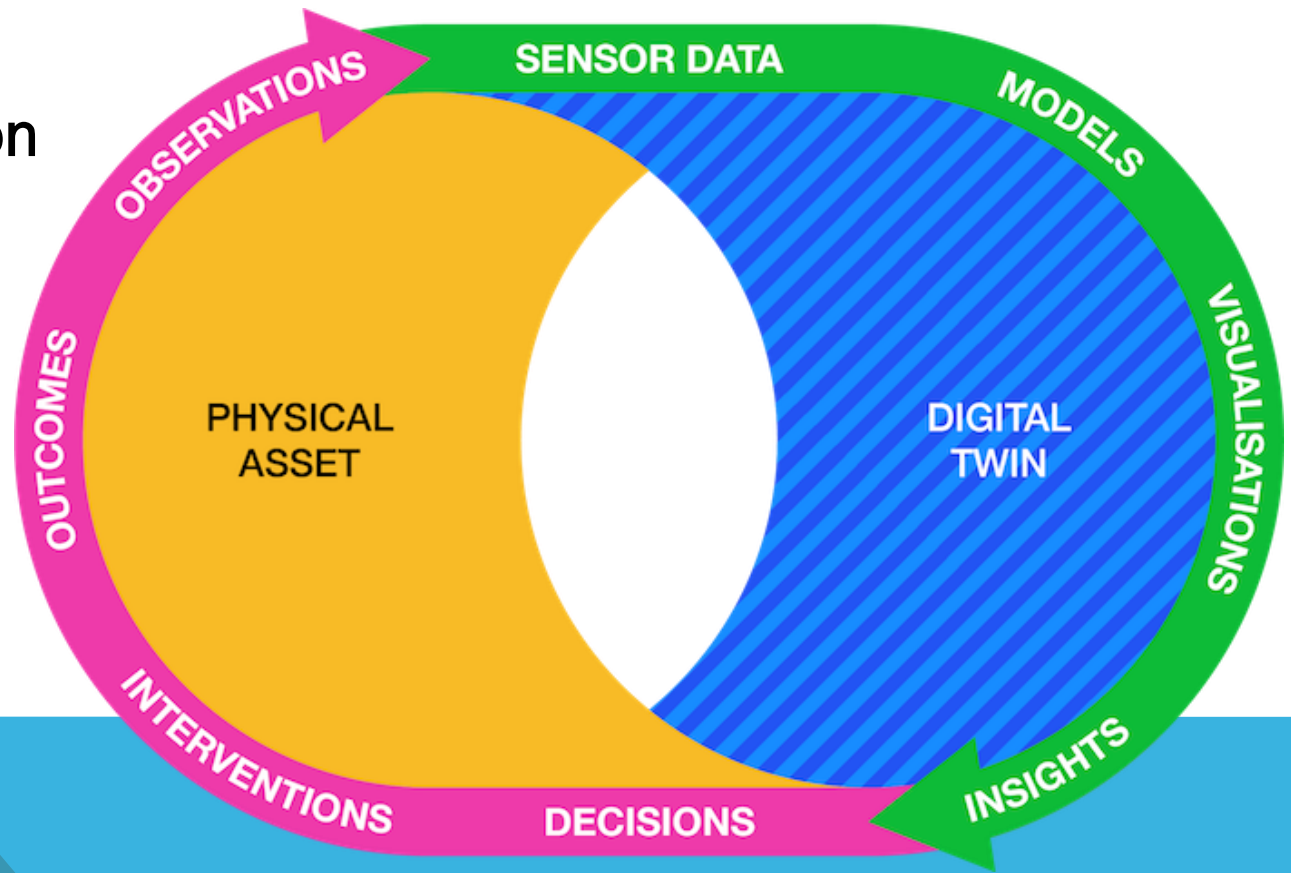 on
OBSERVATIONS
SENSOR DATA
MODELS
VISUALISATIONS
INSIGHTS
DECISIONS
INTERVENTIONS
OUTCOMES
PHYSICAL
ASSET
DIGITAL
TWIN